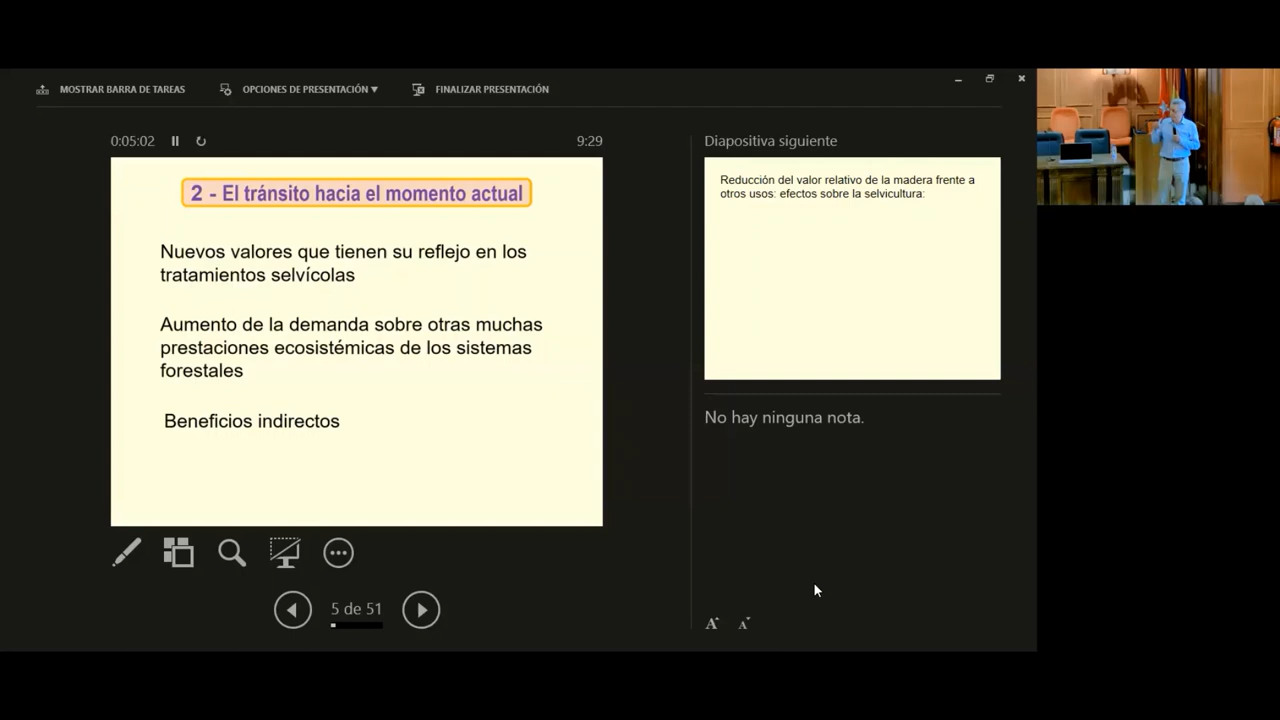 MOSTRAR BARRA DE TAREAS
OPCIONES DE PRESENTACIÓN ▼
FINALIZAR PRESENTACIÓN
0:05:02
9:29
2 - El tránsito hacia el momento actual
Nuevos valores que tienen su reflejo en los
tratamientos selvícolas
Aumento de la demanda sobre otras muchas
prestaciones ecosistémicas de los sistemas
forestales
Beneficios indirectos
5 de 51
Diapositiva siguiente
Reducción del valor relativo de la madera frente a
otros usos: efectos sobre la selvicultura:
No hay ninguna nota.
A A